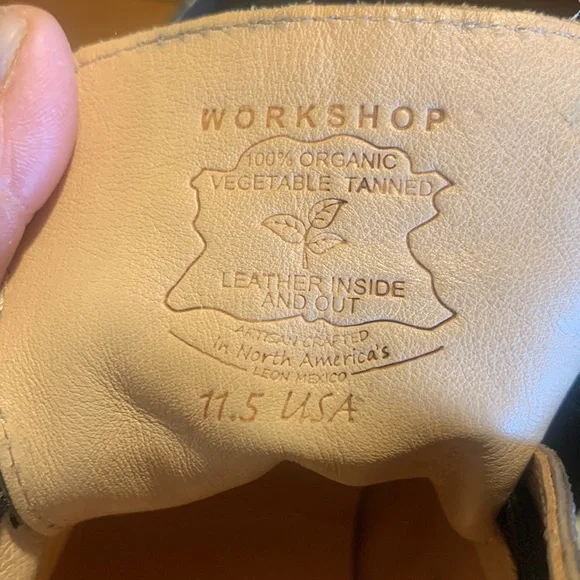 WORKSHOP
100% ORGANIC
VEGETABLE TANNED
LEATHER INSIDE
AND OUT
ARTISAN CRAFTED
in North America's
LEON MEXICO
11.5 USA